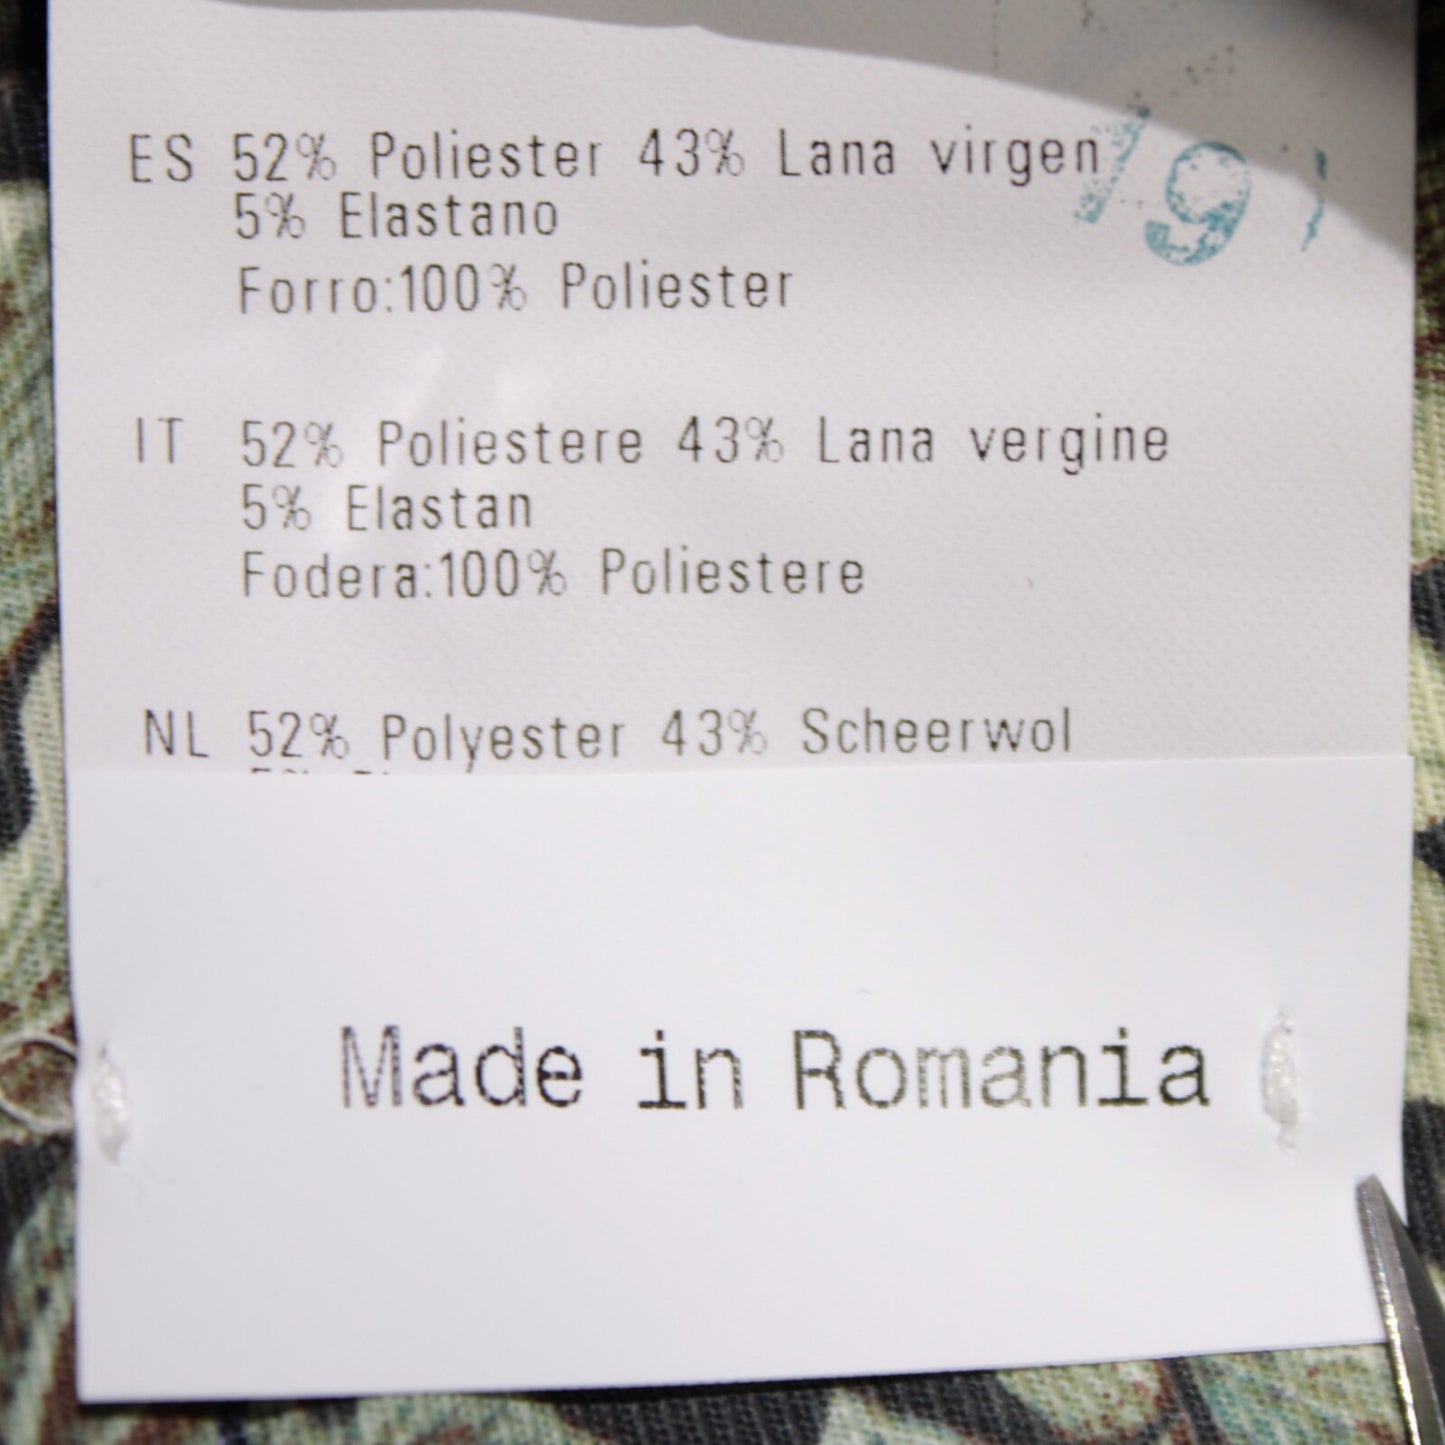 ES 52% Poliester 43% Lana virgen
5% Elastano
Forro:100% Poliester
IT 52% Poliestere 43% Lana vergine
5% Elastan
Fodera:100% Poliestere
NL 52% Polyester 43% Scheerwol
Made in Romania